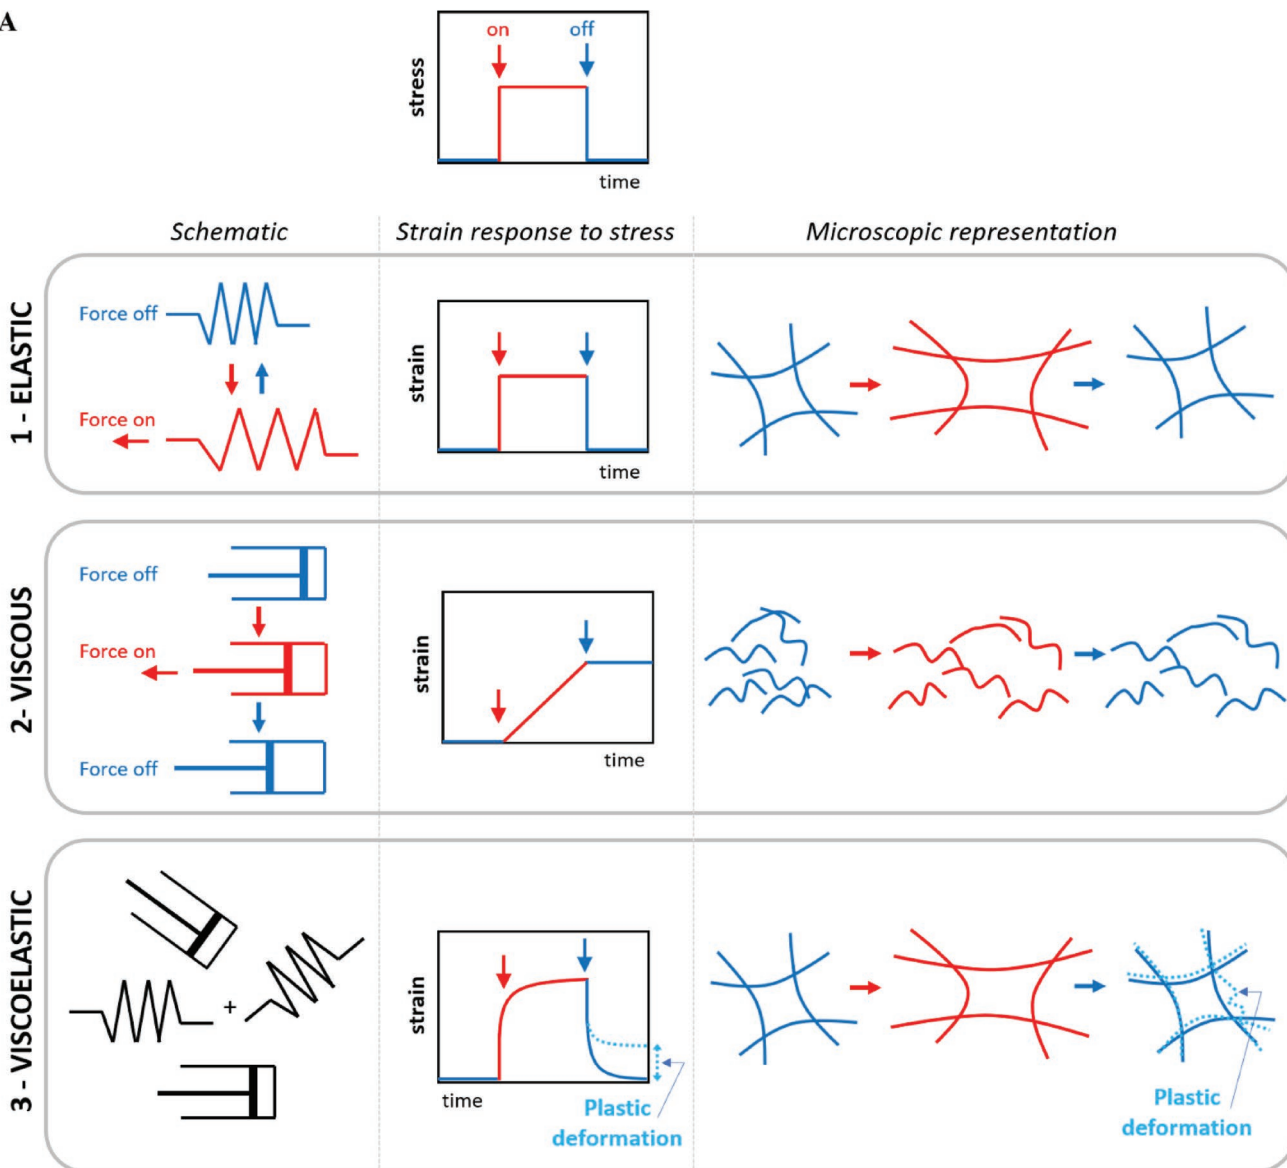 A
on
off
stress
time
Schematic
Strain response to stress
Microscopic representation
1 - ELASTIC
Force off
Force on
strain
time
2- VISCOUS
Force off
Force on
Force off
strain
time
3 - VISCOELASTIC
+
strain
time
Plastic
deformation
Plastic
deformation